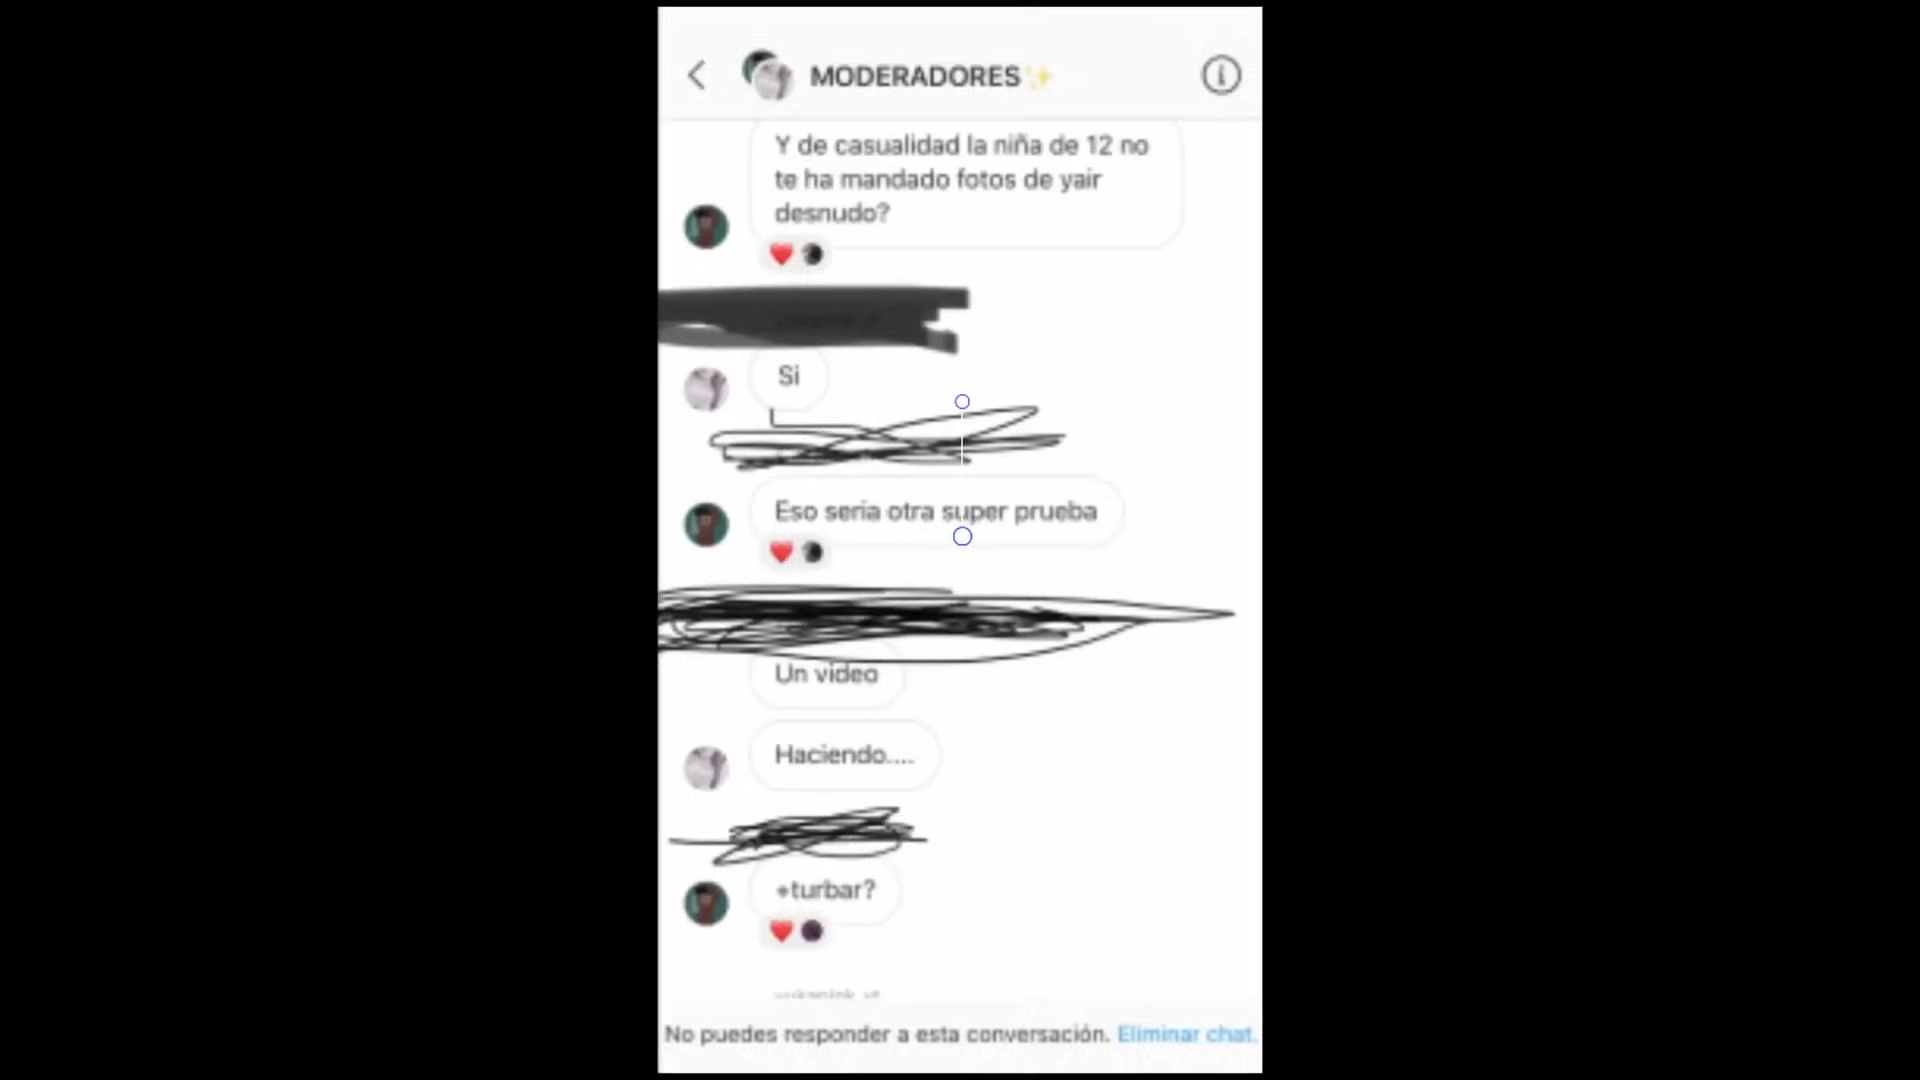 MODERADORES✨
Y de casualidad la niña de 12 no
te ha mandado fotos de yair
desnudo?
Si
Eso seria otra super prueba
Un video
Haciendo....
+turbar?
No puedes responder a esta conversación. Eliminar chat.